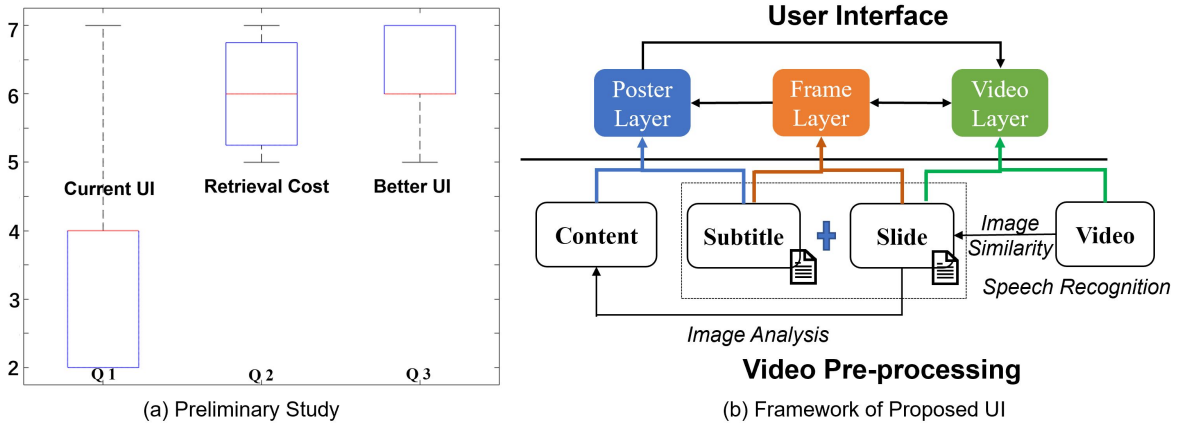 7
6
5
4
3
2
Current UI
Retrieval Cost
Better UI
Q 1
Q 2
Q 3
(a) Preliminary Study
User Interface
Poster
Layer
Frame
Layer
Video
Layer
Content
Subtitle
Slide
Image
Similarity
Video
Speech Recognition
Image Analysis
Video Pre-processing
(b) Framework of Proposed UI